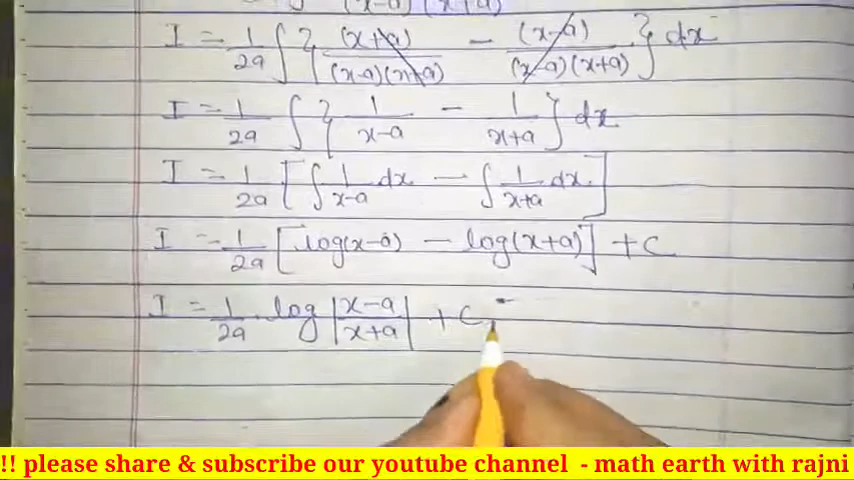 (x-a)(x+a)
I = 1/2a ∫ { (x+a)/(x-a)(x+a) - (x-a)/(x-a)(x+a) } dx
I = 1/2a ∫ { 1/x-a - 1/x+a } dx
I = 1/2a [ ∫ 1/x-a dx - ∫ 1/x+a dx ]
I = 1/2a [ log(x-a) - log(x+a) ] + C
I = 1/2a . log | x-a/x+a | + C
!! please share & subscribe our youtube channel - math earth with rajni